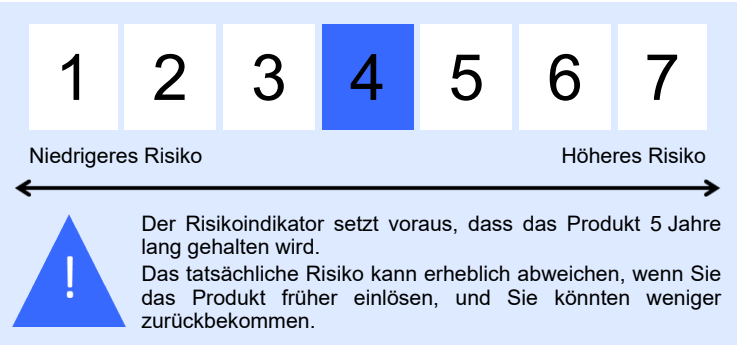 1 2 3 4 5 6 7
Niedrigeres Risiko Höheres Risiko
!
Der Risikoindikator setzt voraus, dass das Produkt 5 Jahre
lang gehalten wird.
Das tatsächliche Risiko kann erheblich abweichen, wenn Sie
das Produkt früher einlösen, und Sie könnten weniger
zurückbekommen.